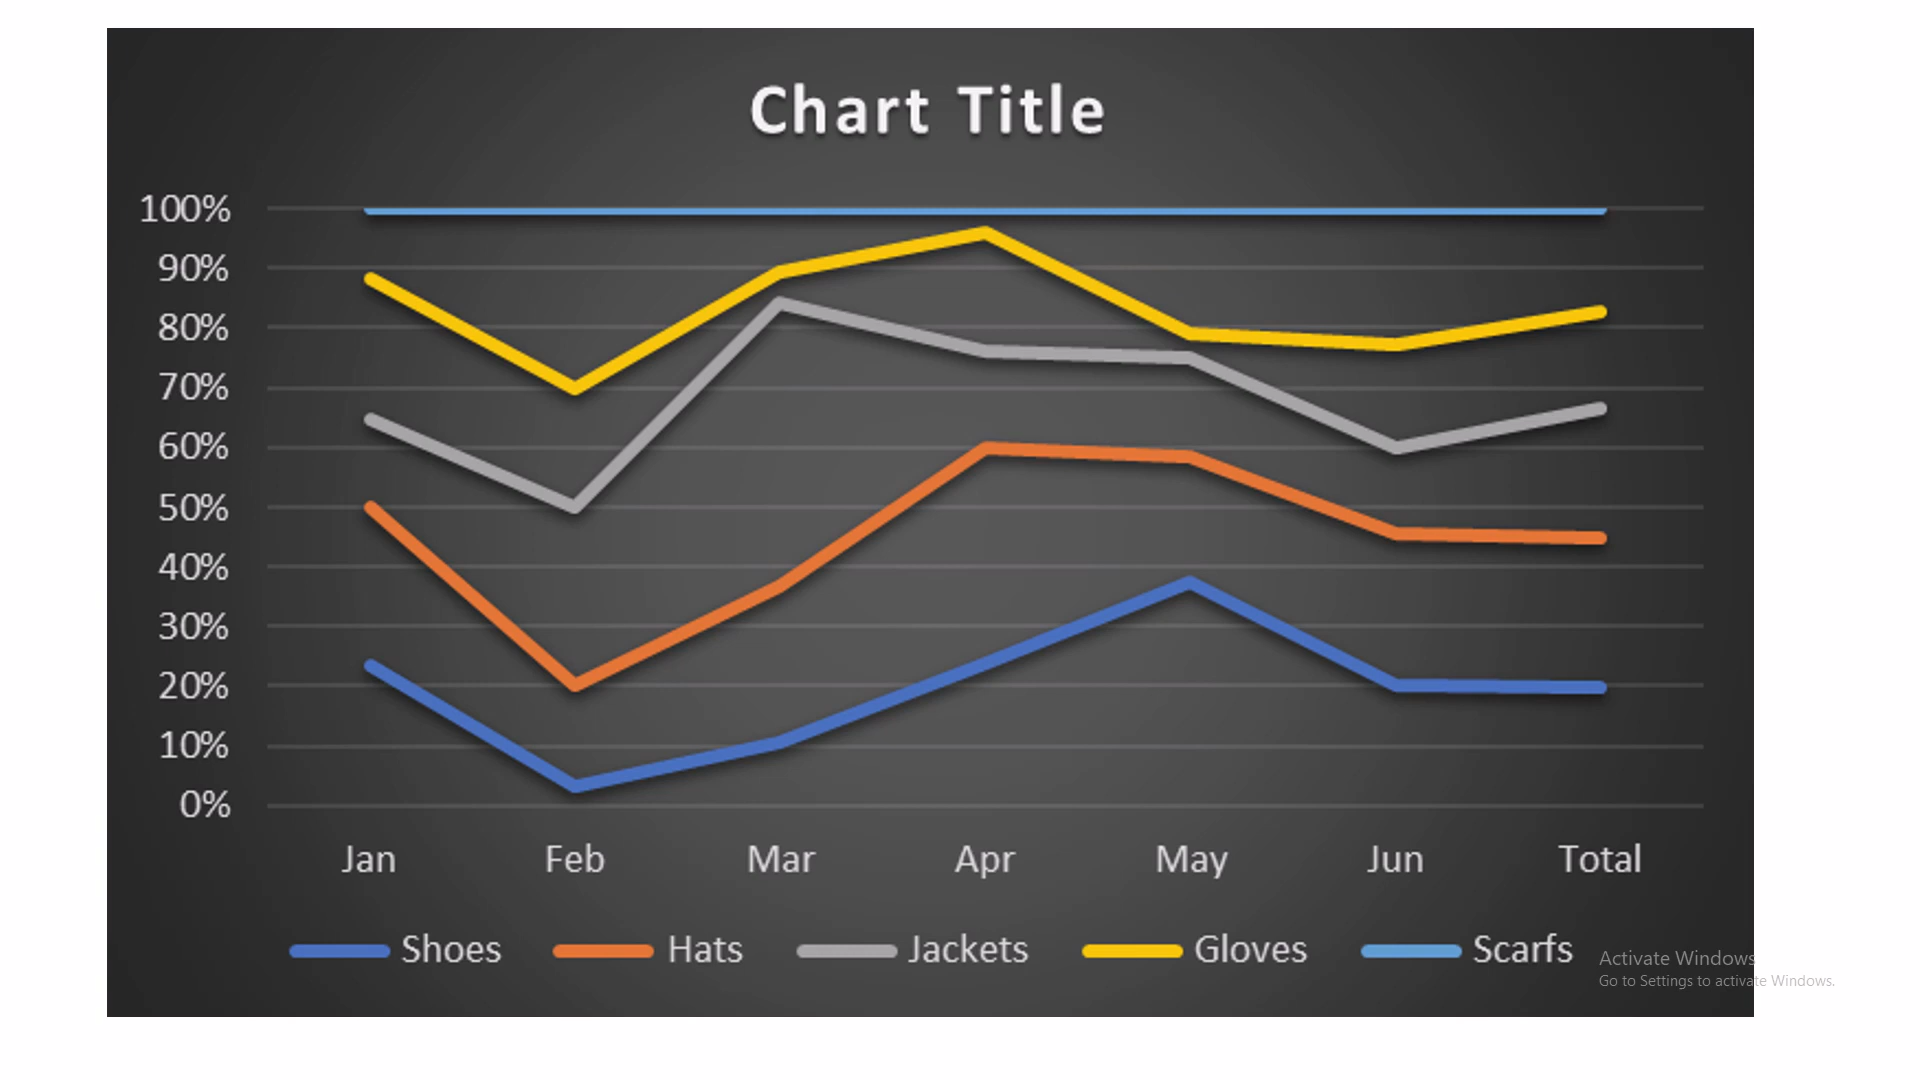 Chart Title
100%
90%
80%
70%
60%
50%
40%
30%
20%
10%
0%
Jan Feb Mar Apr May Jun Total
Shoes Hats Jackets Gloves Scarfs
Activate Windows
Go to Settings to activate Windows.